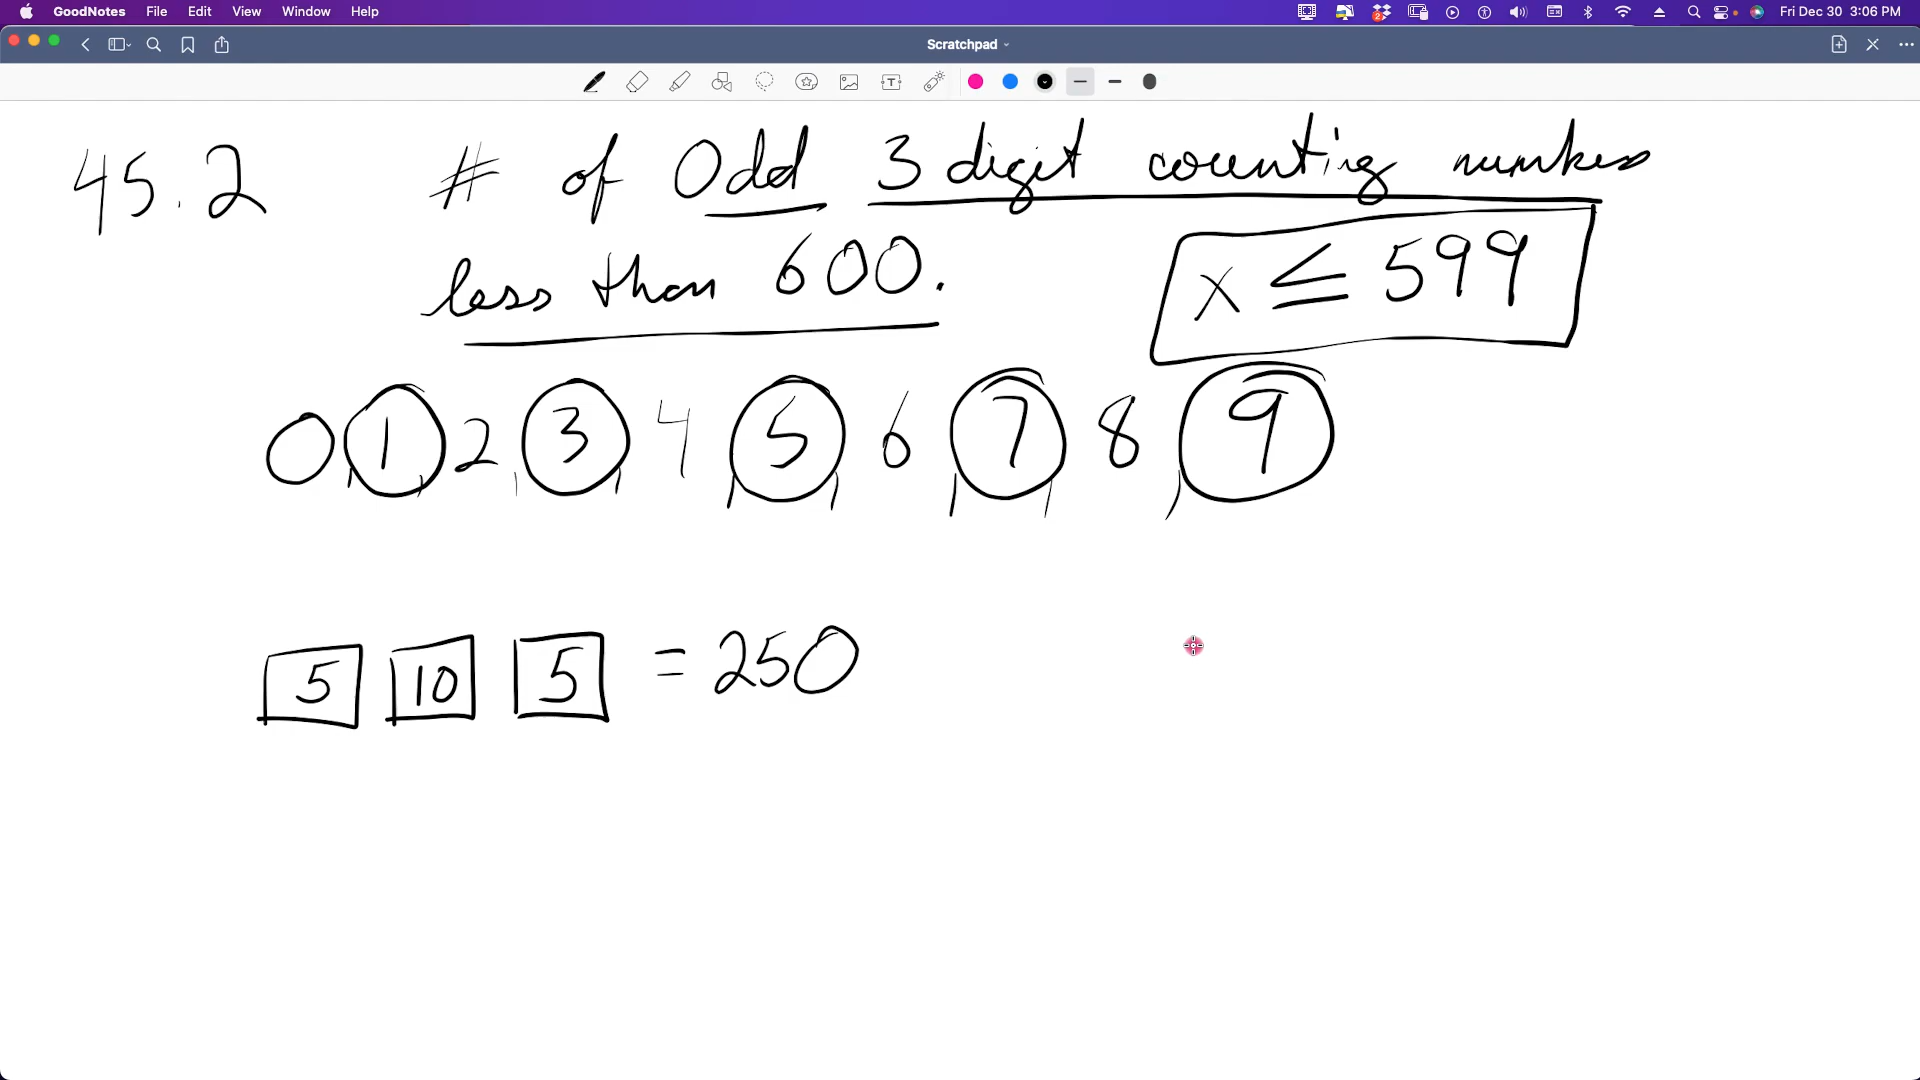 GoodNotes File Edit View Window Help Fri Dec 30 3:06 PM
Scratchpad
45.2 # of Odd 3 digit counting numbers
less than 600. x ≤ 599
0 1 2 3 4 5 6 7 8 9
5 10 5 = 250